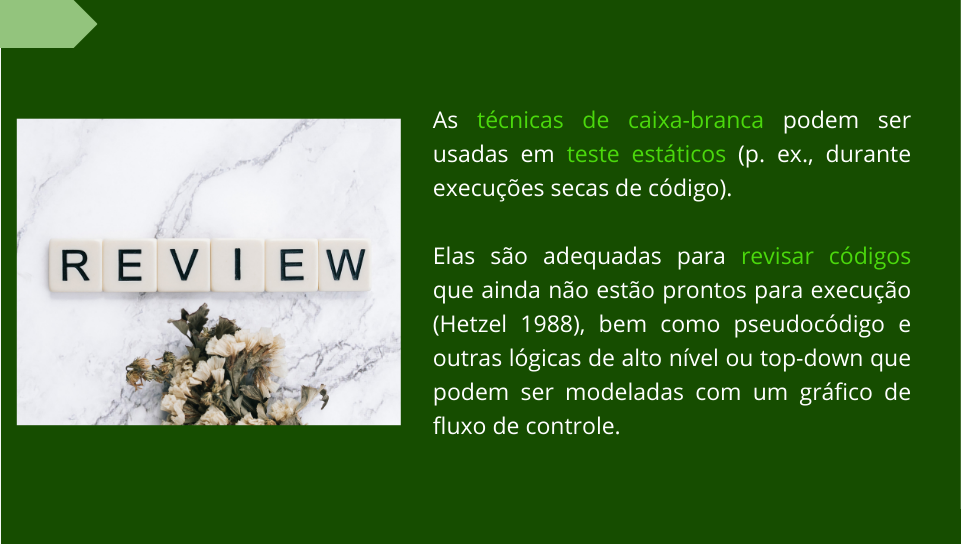 REVIEW
As técnicas de caixa-branca podem ser
usadas em teste estáticos (p. ex., durante
execuções secas de código).
Elas são adequadas para revisar códigos
que ainda não estão prontos para execução
(Hetzel 1988), bem como pseudocódigo e
outras lógicas de alto nível ou top-down que
podem ser modeladas com um gráfico de
fluxo de controle.